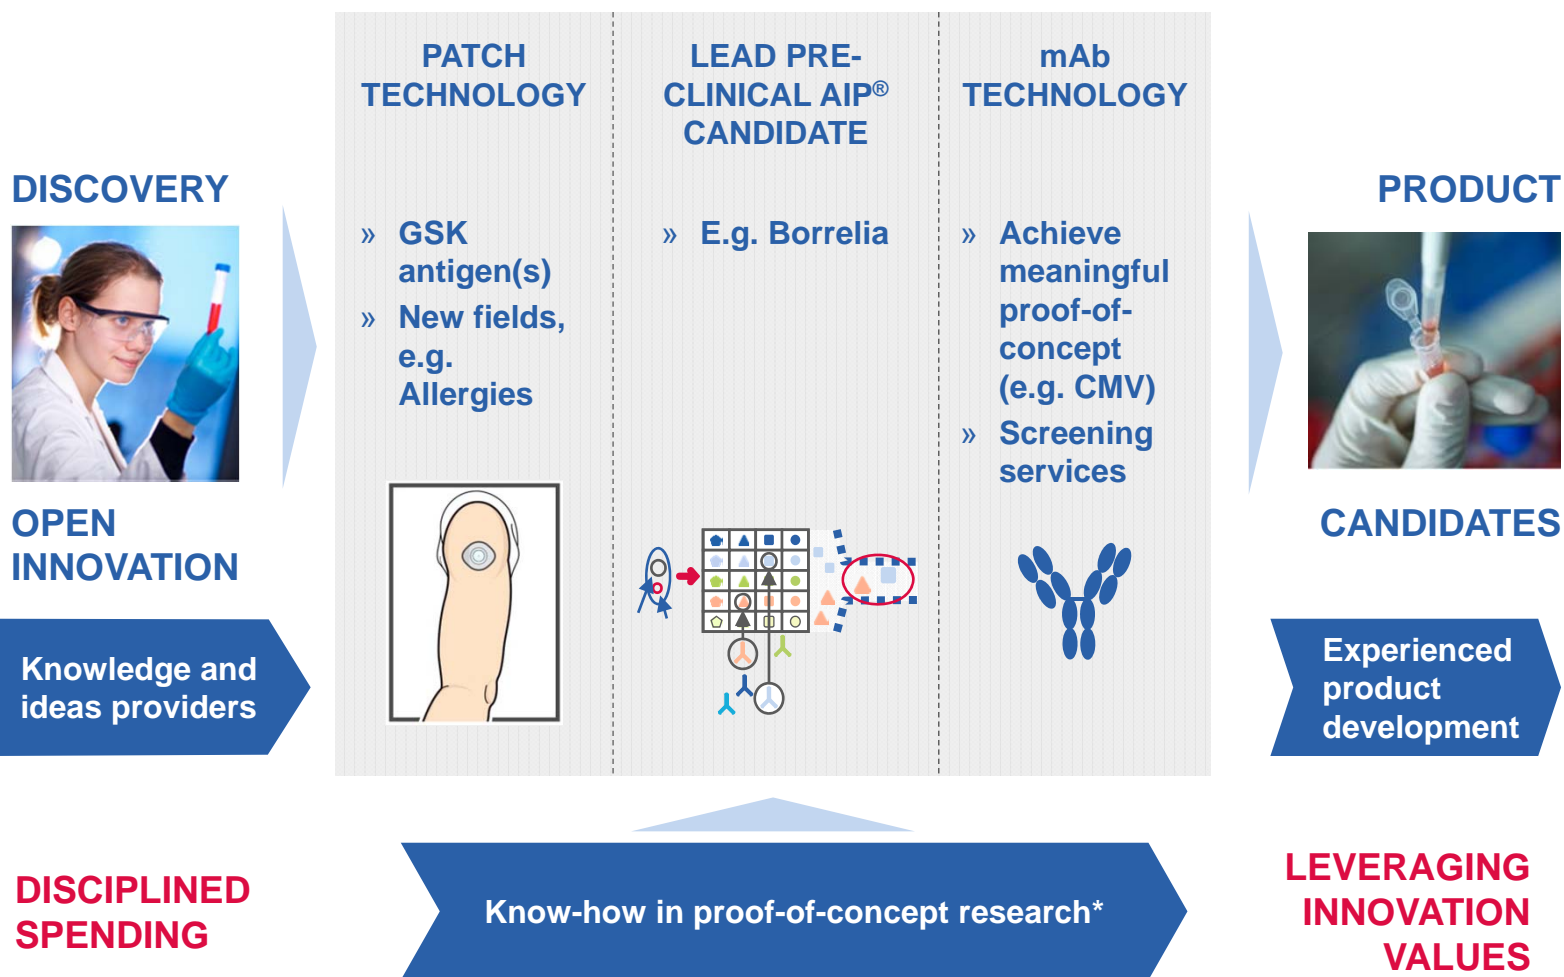 DISCOVERY
OPEN
INNOVATION
Knowledge and
ideas providers
DISCIPLINED
SPENDING
PATCH
TECHNOLOGY
» GSK
antigen(s)
» New fields,
e.g.
Allergies
LEAD PRE-
CLINICAL AIP®
CANDIDATE
» E.g. Borrelia
mAb
TECHNOLOGY
» Achieve
meaningful
proof-of-
concept
(e.g. CMV)
» Screening
services
Know-how in proof-of-concept research*
PRODUCT
CANDIDATES
Experienced
product
development
LEVERAGING
INNOVATION
VALUES